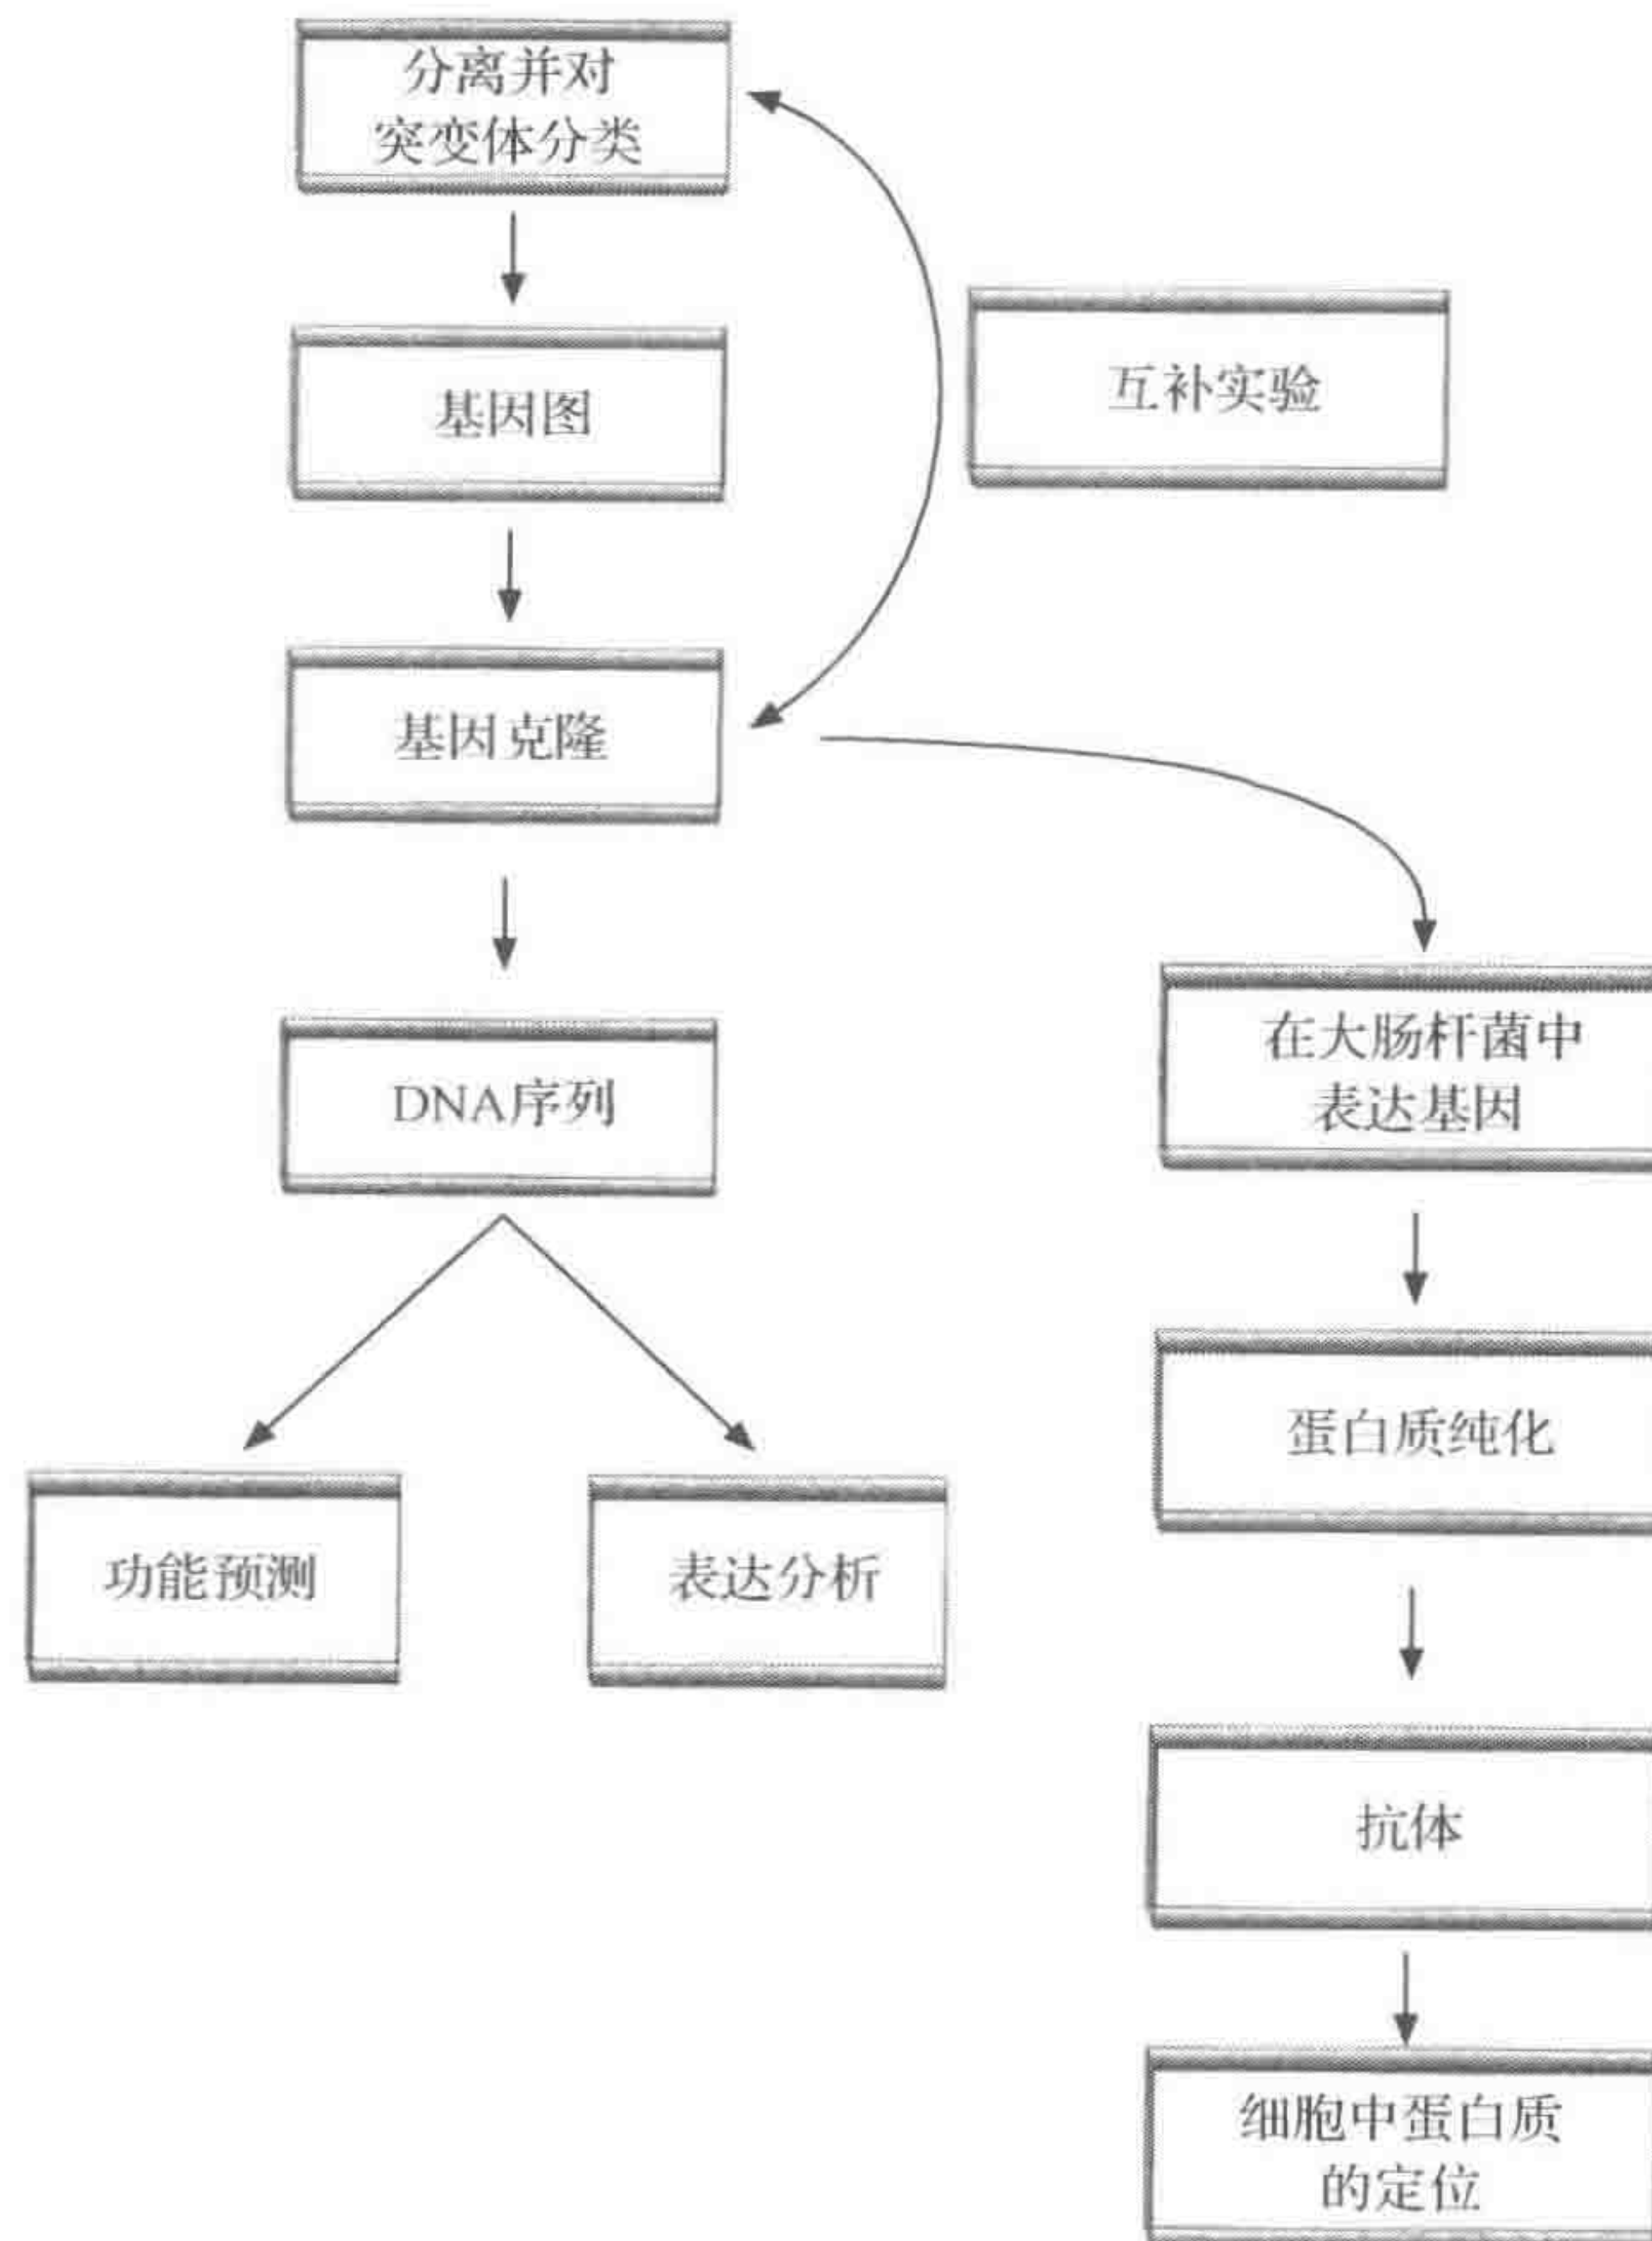 分离并对
突变体分类
基因图
互补实验
基因克隆
DNA序列
在大肠杆菌中
表达基因
蛋白质纯化
功能预测
表达分析
抗体
细胞中蛋白质
的定位